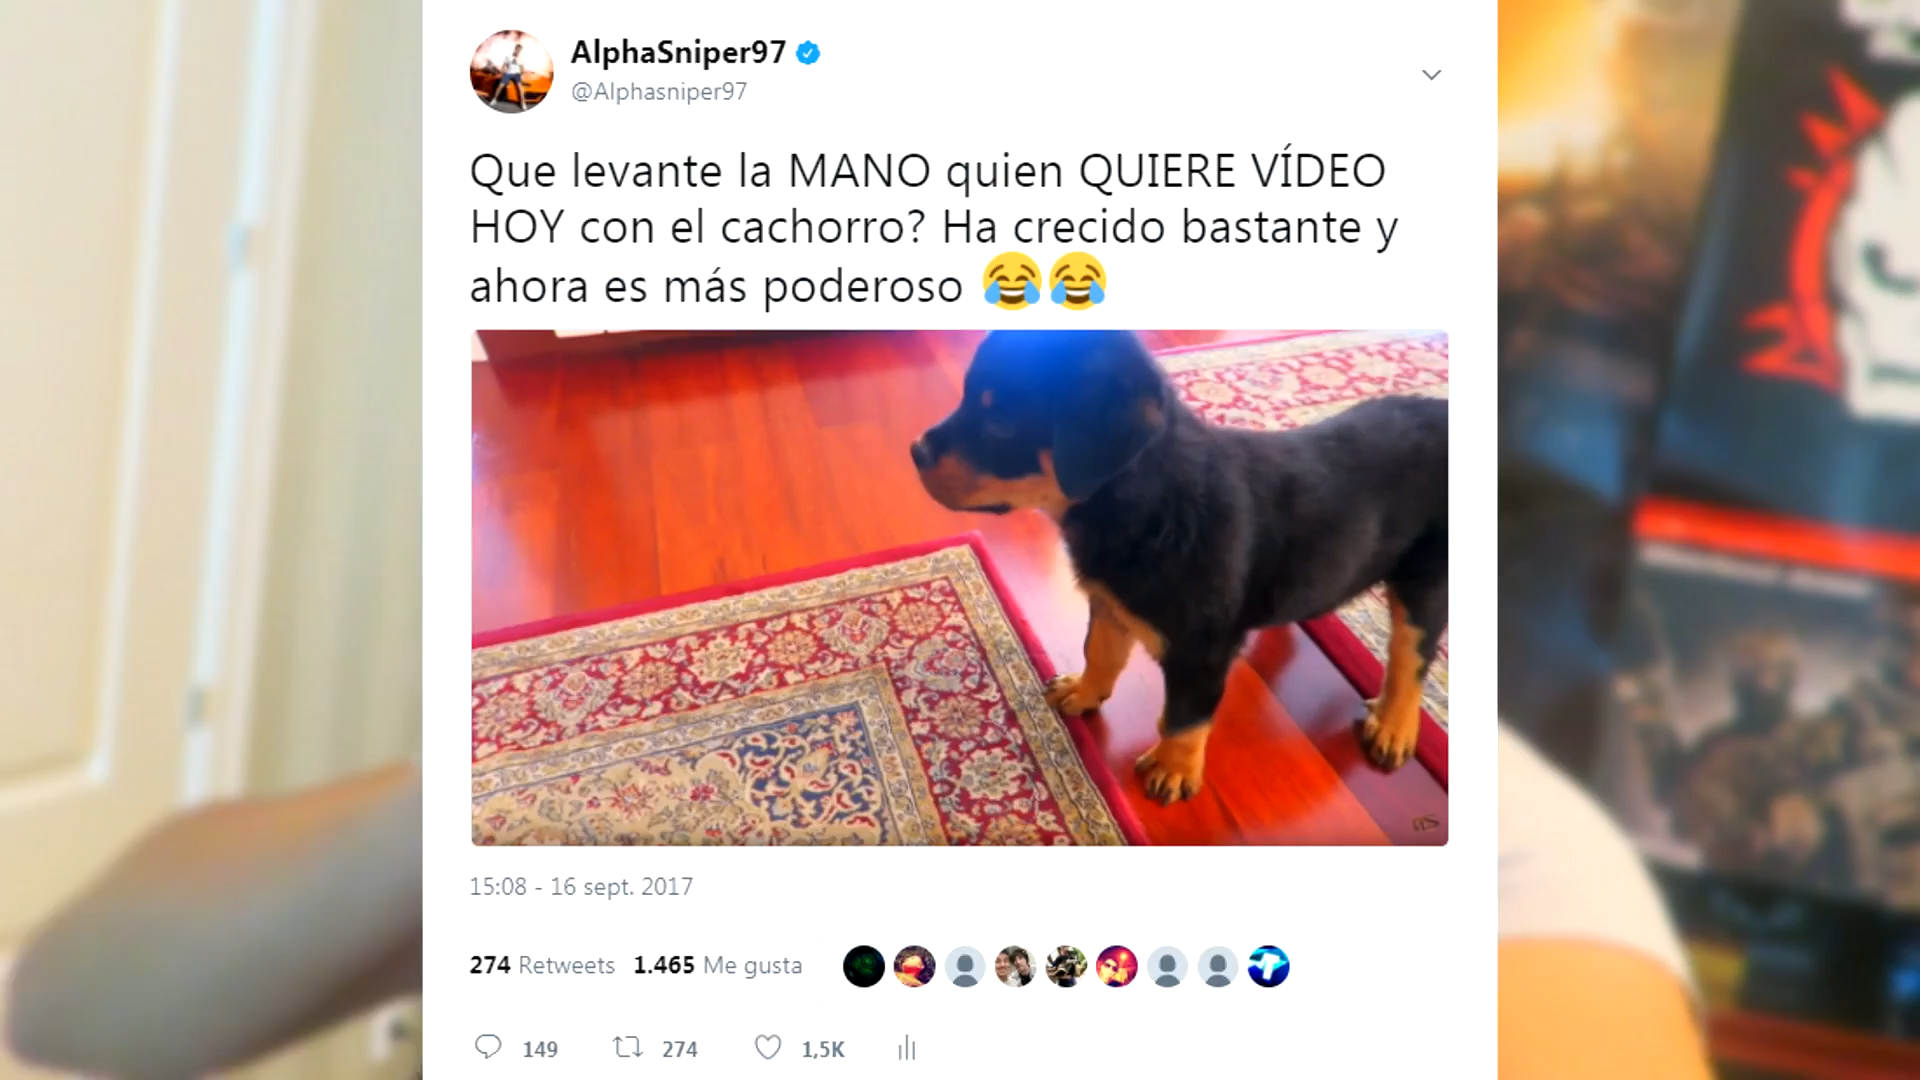 AlphaSniper97
@Alphasniper97
Que levante la MANO quien QUIERE VÍDEO
HOY con el cachorro? Ha crecido bastante y
ahora es más poderoso 😂😂
15:08 - 16 sept. 2017
274 Retweets 1.465 Me gusta
149 274 1,5K